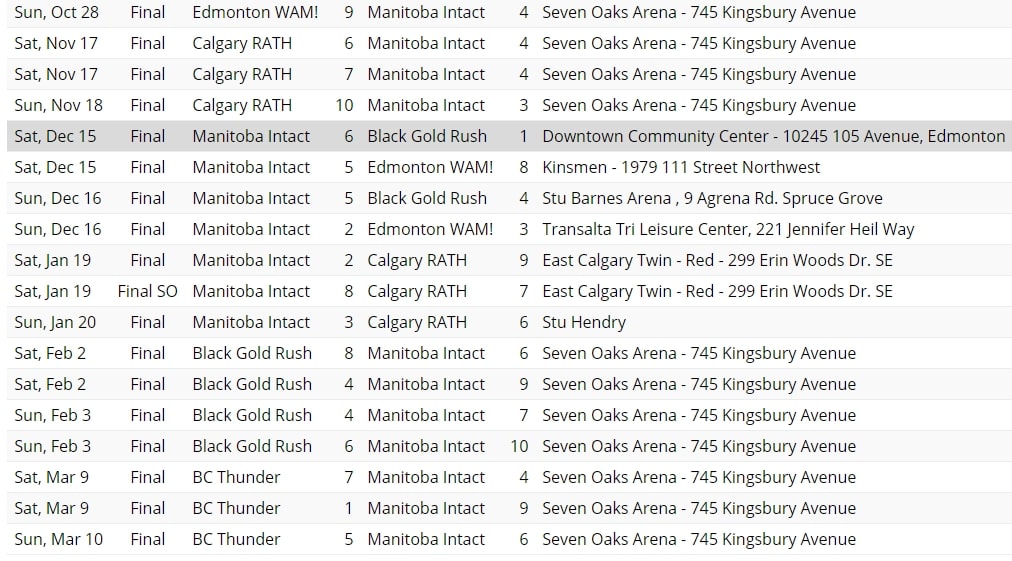 Sun, Oct 28 Final Edmonton WAM! 9 Manitoba Intact 4 Seven Oaks Arena - 745 Kingsbury Avenue
Sat, Nov 17 Final Calgary RATH 6 Manitoba Intact 4 Seven Oaks Arena - 745 Kingsbury Avenue
Sat, Nov 17 Final Calgary RATH 7 Manitoba Intact 4 Seven Oaks Arena - 745 Kingsbury Avenue
Sun, Nov 18 Final Calgary RATH 10 Manitoba Intact 3 Seven Oaks Arena - 745 Kingsbury Avenue
Sat, Dec 15 Final Manitoba Intact 6 Black Gold Rush 1 Downtown Community Center - 10245 105 Avenue, Edmonton
Sat, Dec 15 Final Manitoba Intact 5 Edmonton WAM! 8 Kinsmen - 1979 111 Street Northwest
Sun, Dec 16 Final Manitoba Intact 5 Black Gold Rush 4 Stu Barnes Arena , 9 Agrena Rd. Spruce Grove
Sun, Dec 16 Final Manitoba Intact 2 Edmonton WAM! 3 Transalta Tri Leisure Center, 221 Jennifer Heil Way
Sat, Jan 19 Final Manitoba Intact 2 Calgary RATH 9 East Calgary Twin - Red - 299 Erin Woods Dr. SE
Sat, Jan 19 Final SO Manitoba Intact 8 Calgary RATH 7 East Calgary Twin - Red - 299 Erin Woods Dr. SE
Sun, Jan 20 Final Manitoba Intact 3 Calgary RATH 6 Stu Hendry
Sat, Feb 2 Final Black Gold Rush 8 Manitoba Intact 6 Seven Oaks Arena - 745 Kingsbury Avenue
Sat, Feb 2 Final Black Gold Rush 4 Manitoba Intact 9 Seven Oaks Arena - 745 Kingsbury Avenue
Sun, Feb 3 Final Black Gold Rush 4 Manitoba Intact 7 Seven Oaks Arena - 745 Kingsbury Avenue
Sun, Feb 3 Final Black Gold Rush 6 Manitoba Intact 10 Seven Oaks Arena - 745 Kingsbury Avenue
Sat, Mar 9 Final BC Thunder 7 Manitoba Intact 4 Seven Oaks Arena - 745 Kingsbury Avenue
Sat, Mar 9 Final BC Thunder 1 Manitoba Intact 9 Seven Oaks Arena - 745 Kingsbury Avenue
Sun, Mar 10 Final BC Thunder 5 Manitoba Intact 6 Seven Oaks Arena - 745 Kingsbury Avenue